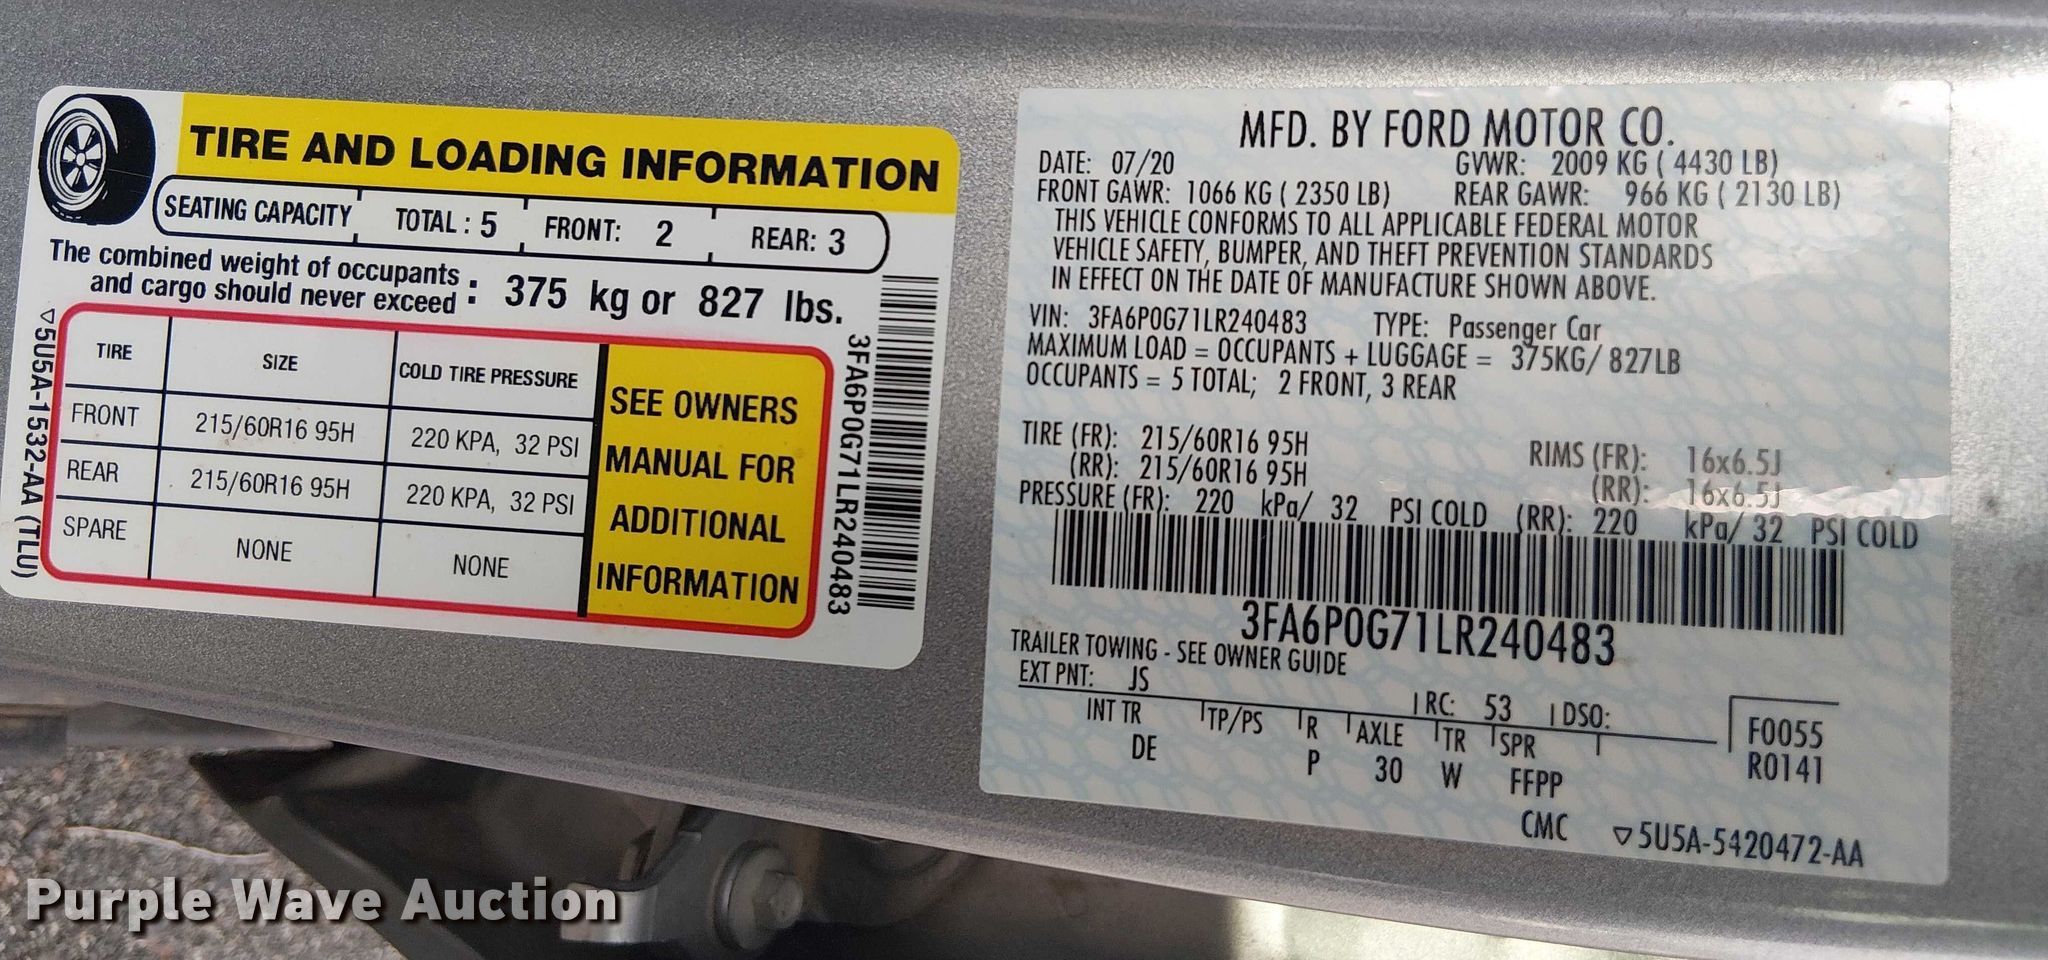 TIRE AND LOADING INFORMATION
SEATING CAPACITY TOTAL : 5 FRONT: 2 REAR: 3
The combined weight of occupants
and cargo should never exceed : 375 kg or 827 lbs.
TIRE SIZE COLD TIRE PRESSURE
FRONT 215/60R16 95H 220 KPA, 32 PSI
REAR 215/60R16 95H 220 KPA, 32 PSI
SPARE NONE NONE
SEE OWNERS
MANUAL FOR
ADDITIONAL
INFORMATION
▽5U5A-1532-AA (TLU)
3FA6P0G71LR240483
MFD. BY FORD MOTOR CO.
DATE: 07/20 GVWR: 2009 KG ( 4430 LB)
FRONT GAWR: 1066 KG ( 2350 LB) REAR GAWR: 966 KG ( 2130 LB)
THIS VEHICLE CONFORMS TO ALL APPLICABLE FEDERAL MOTOR
VEHICLE SAFETY, BUMPER, AND THEFT PREVENTION STANDARDS
IN EFFECT ON THE DATE OF MANUFACTURE SHOWN ABOVE.
VIN: 3FA6P0G71LR240483 TYPE: Passenger Car
MAXIMUM LOAD = OCCUPANTS + LUGGAGE = 375KG/ 827LB
OCCUPANTS = 5 TOTAL; 2 FRONT, 3 REAR
TIRE (FR): 215/60R16 95H RIMS (FR): 16x6.5J
(RR): 215/60R16 95H (RR): 16x6.5J
PRESSURE (FR): 220 kPa/ 32 PSI COLD (RR): 220 kPa/ 32 PSI COLD
3FA6P0G71LR240483
TRAILER TOWING - SEE OWNER GUIDE
EXT PNT: JS RC: 53 DSO:
INT TR TP/PS R AXLE TR SPR
DE P 30 W FFPP
F0055
R0141
CMC ▽5U5A-5420472-AA
Purple Wave Auction